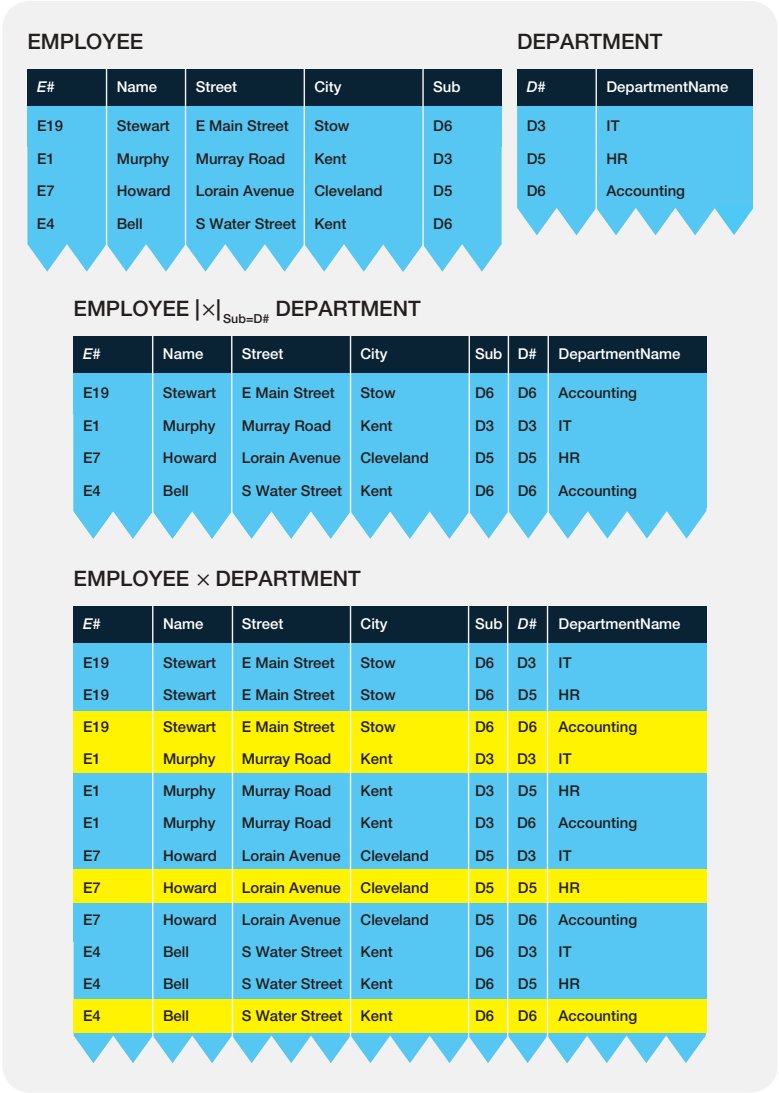 EMPLOYEE
E# Name Street City Sub
E19 Stewart E Main Street Stow D6
E1 Murphy Murray Road Kent D3
E7 Howard Lorain Avenue Cleveland D5
E4 Bell S Water Street Kent D6
DEPARTMENT
D# DepartmentName
D3 IT
D5 HR
D6 Accounting
EMPLOYEE |×|Sub=D# DEPARTMENT
E# Name Street City Sub D# DepartmentName
E19 Stewart E Main Street Stow D6 D6 Accounting
E1 Murphy Murray Road Kent D3 D3 IT
E7 Howard Lorain Avenue Cleveland D5 D5 HR
E4 Bell S Water Street Kent D6 D6 Accounting
EMPLOYEE × DEPARTMENT
E# Name Street City Sub D# DepartmentName
E19 Stewart E Main Street Stow D6 D3 IT
E19 Stewart E Main Street Stow D6 D5 HR
E19 Stewart E Main Street Stow D6 D6 Accounting
E1 Murphy Murray Road Kent D3 D3 IT
E1 Murphy Murray Road Kent D3 D5 HR
E1 Murphy Murray Road Kent D3 D6 Accounting
E7 Howard Lorain Avenue Cleveland D5 D3 IT
E7 Howard Lorain Avenue Cleveland D5 D5 HR
E7 Howard Lorain Avenue Cleveland D5 D6 Accounting
E4 Bell S Water Street Kent D6 D3 IT
E4 Bell S Water Street Kent D6 D5 HR
E4 Bell S Water Street Kent D6 D6 Accounting